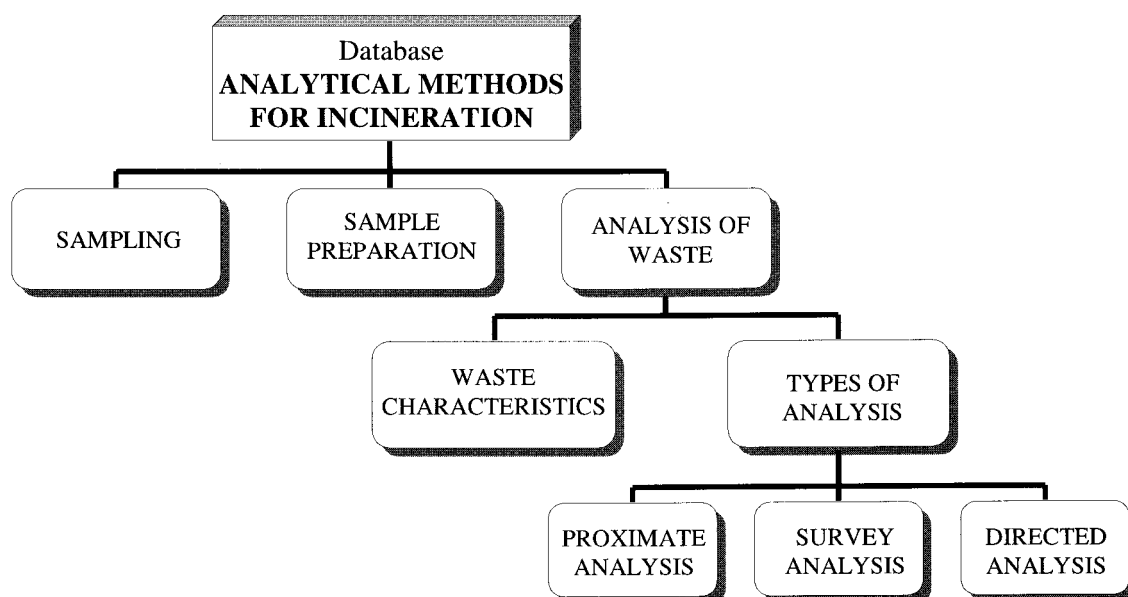 Database
ANALYTICAL METHODS
FOR INCINERATION
SAMPLING
SAMPLE
PREPARATION
ANALYSIS OF
WASTE
WASTE
CHARACTERISTICS
TYPES OF
ANALYSIS
PROXIMATE
ANALYSIS
SURVEY
ANALYSIS
DIRECTED
ANALYSIS